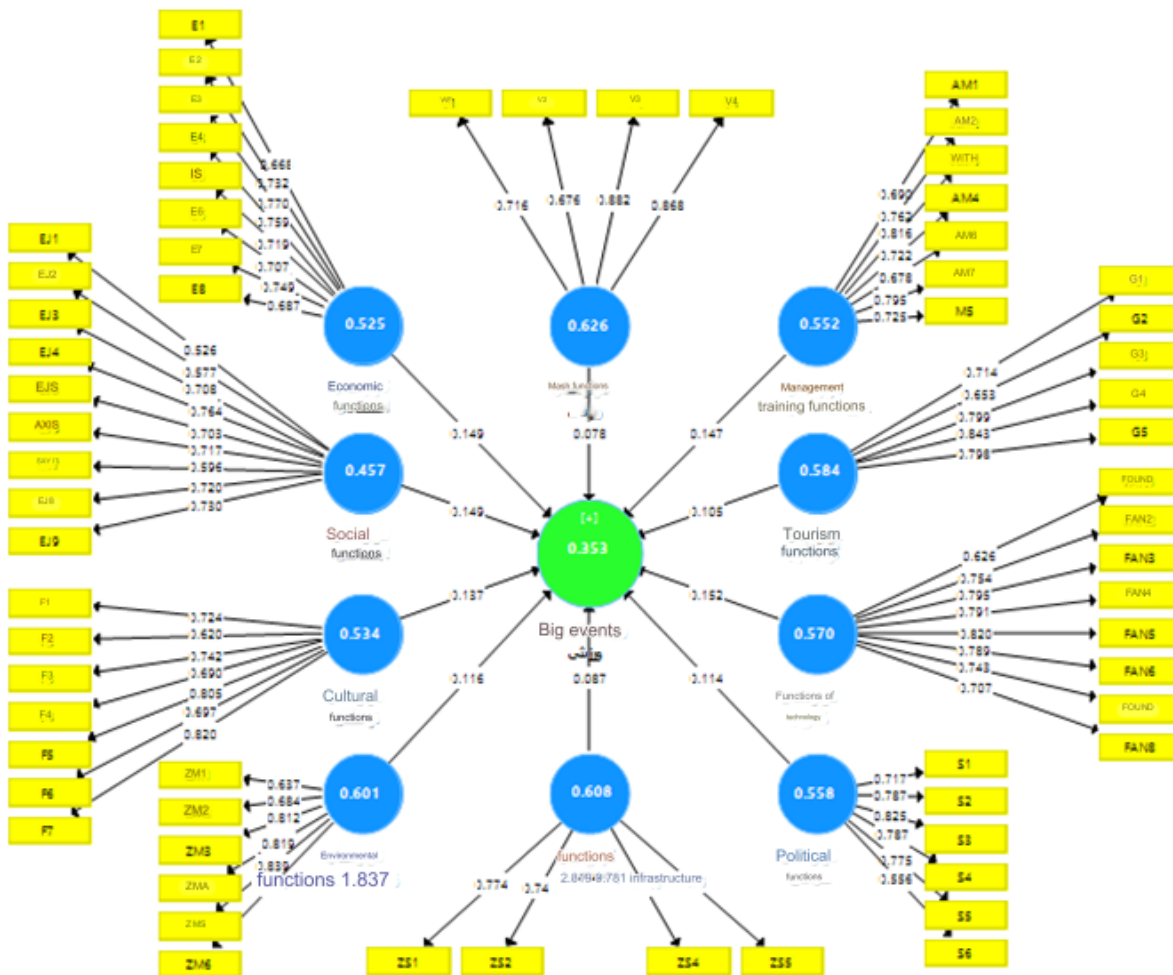 E1
E2
E3
E4
IS
E6
E7
E8
0.668
0.732
0.770
0.759
0.719
0.707
0.749
0.687
0.525
Economic
functions
V3
V4
0.716
0.676
0.882
0.868
0.626
Mash functions
0.078
AM1
AM2
WITH
AM4
AM6
AM7
M5
0.690
0.762
0.816
0.722
0.678
0.795
0.725
0.552
Management
training functions
EJ1
EJ2
EJ3
EJ4
EJS
AXIS
EJ9
0.526
0.577
0.708
0.764
0.703
0.717
0.596
0.720
0.730
0.457
Social
functions
0.149
0.149
0.147
G1
G2
G3
G4
G5
0.714
0.653
0.799
0.843
0.798
0.584
Tourism
functions
0.105
[+]
0.353
Big events
F1
F2
F3
F4
F5
F6
F7
0.724
0.620
0.742
0.690
0.805
0.697
0.820
0.534
Cultural
functions
0.137
0.116
0.087
0.114
0.152
FOUND
FAN2
FAN3
FAN4
FAN5
FAN6
FOUND
FAN8
0.626
0.754
0.795
0.791
0.820
0.789
0.743
0.707
0.570
Functions of
technology
ZM1
ZM2
ZM3
ZMA
ZM5
ZM6
0.637
0.684
0.812
0.819
0.839
0.601
Environmental
functions 1.837
0.608
functions
infrastructure
0.774
0.74
ZS1
ZS2
ZS4
ZS5
0.558
Political
functions
0.717
0.787
0.825
0.787
0.775
0.556
S1
S2
S3
S4
S5
S6